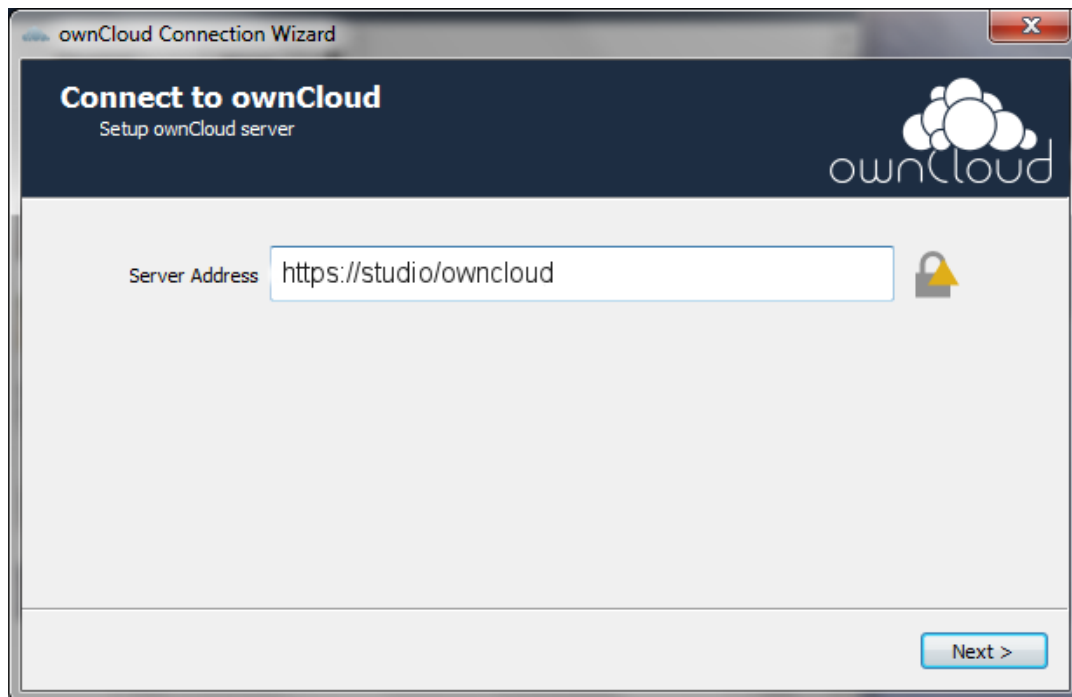 ownCloud Connection Wizard
Connect to ownCloud
Setup ownCloud server
ownCloud
Server Address https://studio/owncloud
Next >